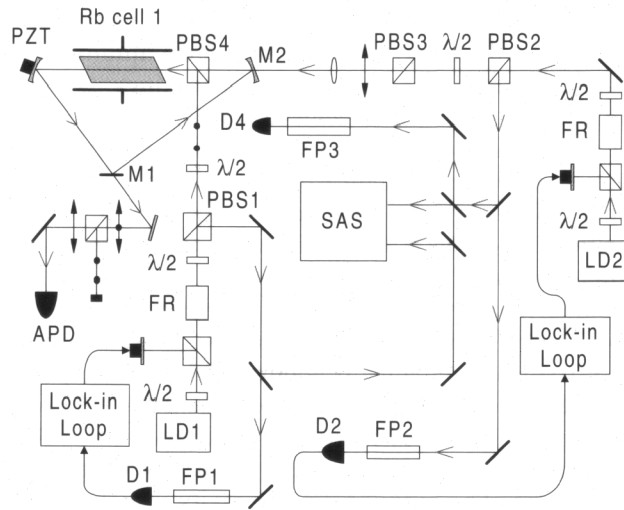 Rb cell 1
PZT
PBS4
M2
PBS3
λ/2
PBS2
λ/2
FR
D4
FP3
M1
λ/2
PBS1
SAS
λ/2
LD2
λ/2
FR
APD
Lock-in
Loop
λ/2
Lock-in
Loop
LD1
D2
FP2
D1
FP1